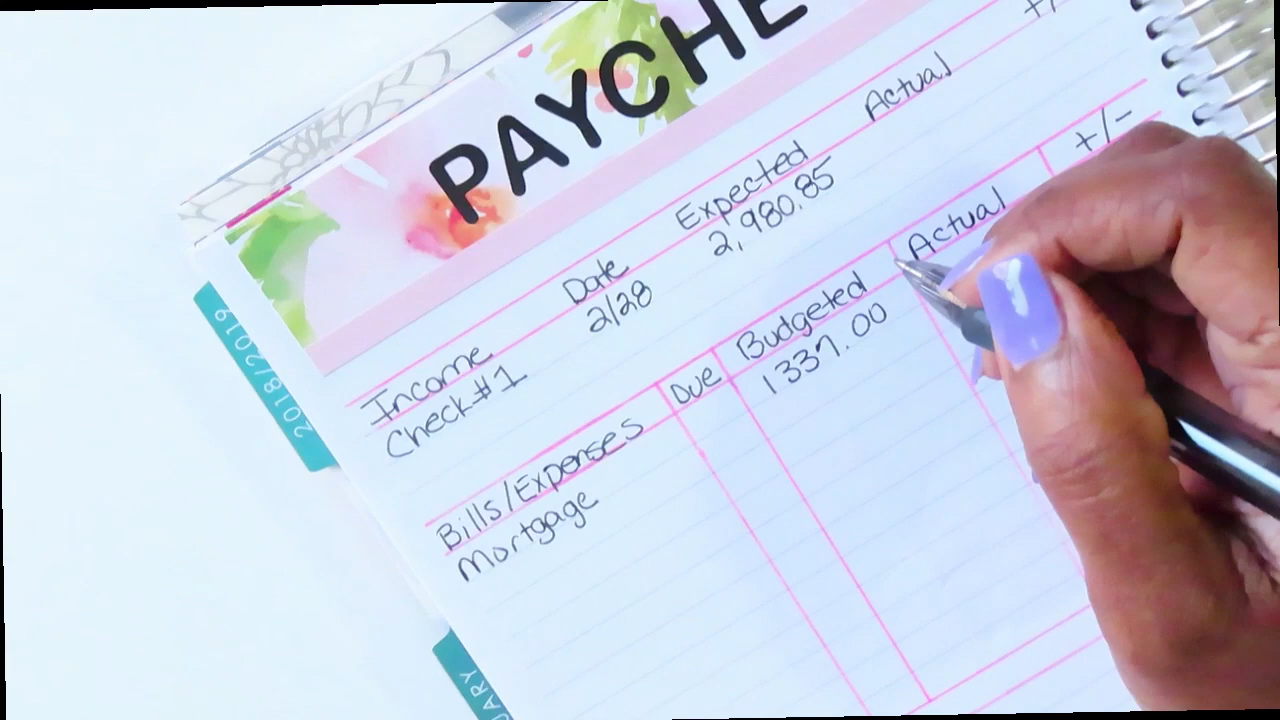 PAYCHE
Income Date Expected Actual +/
Check#1 2/28 2,980.85
Bills/Expenses Due Budgeted Actual +/-
Mortgage 1337.00
2018/2019
UARY